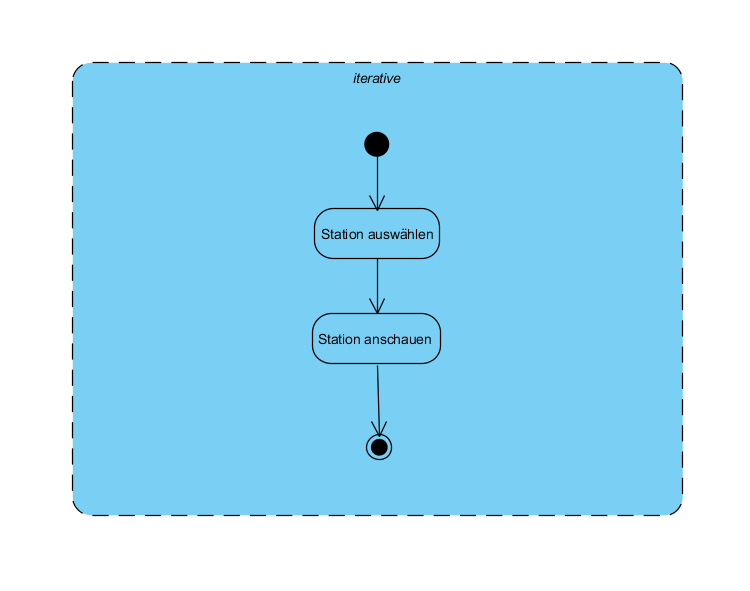 iterative
Station auswählen
Station anschauen